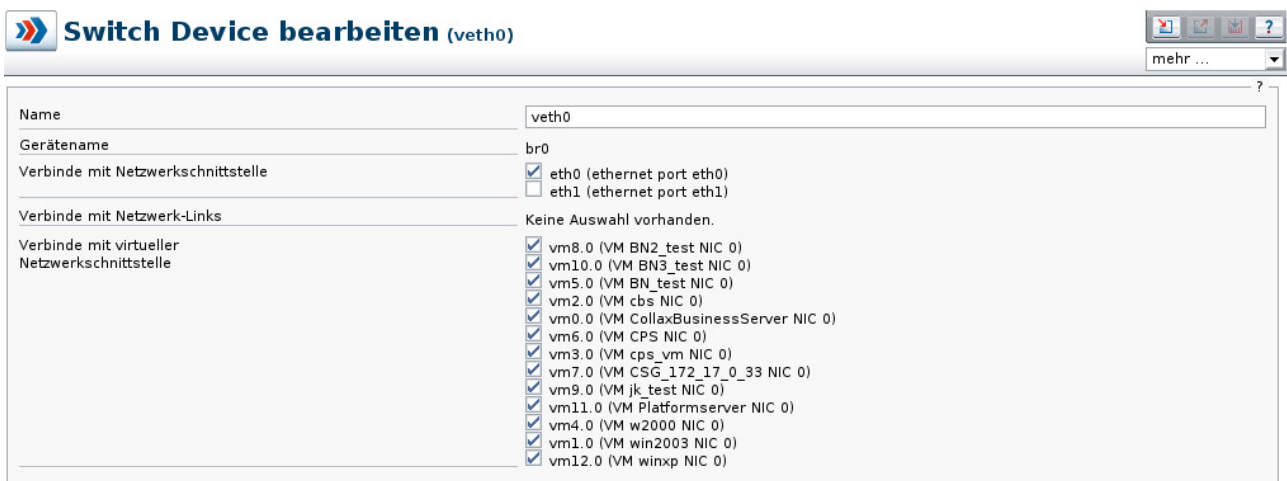 Switch Device bearbeiten (veth0)
?
mehr ...
?
Name
veth0
Gerätename
br0
Verbinde mit Netzwerkschnittstelle
eth0 (ethernet port eth0)
eth1 (ethernet port eth1)
Verbinde mit Netzwerk-Links
Keine Auswahl vorhanden.
Verbinde mit virtueller
Netzwerkschnittstelle
vm8.0 (VM BN2_test NIC 0)
vm10.0 (VM BN3_test NIC 0)
vm5.0 (VM BN_test NIC 0)
vm2.0 (VM cbs NIC 0)
vm0.0 (VM CollaxBusinessServer NIC 0)
vm6.0 (VM CPS NIC 0)
vm3.0 (VM cps_vm NIC 0)
vm7.0 (VM CSG_172_17_0_33 NIC 0)
vm9.0 (VM jk_test NIC 0)
vm11.0 (VM Platformserver NIC 0)
vm4.0 (VM w2000 NIC 0)
vm1.0 (VM win2003 NIC 0)
vm12.0 (VM winxp NIC 0)